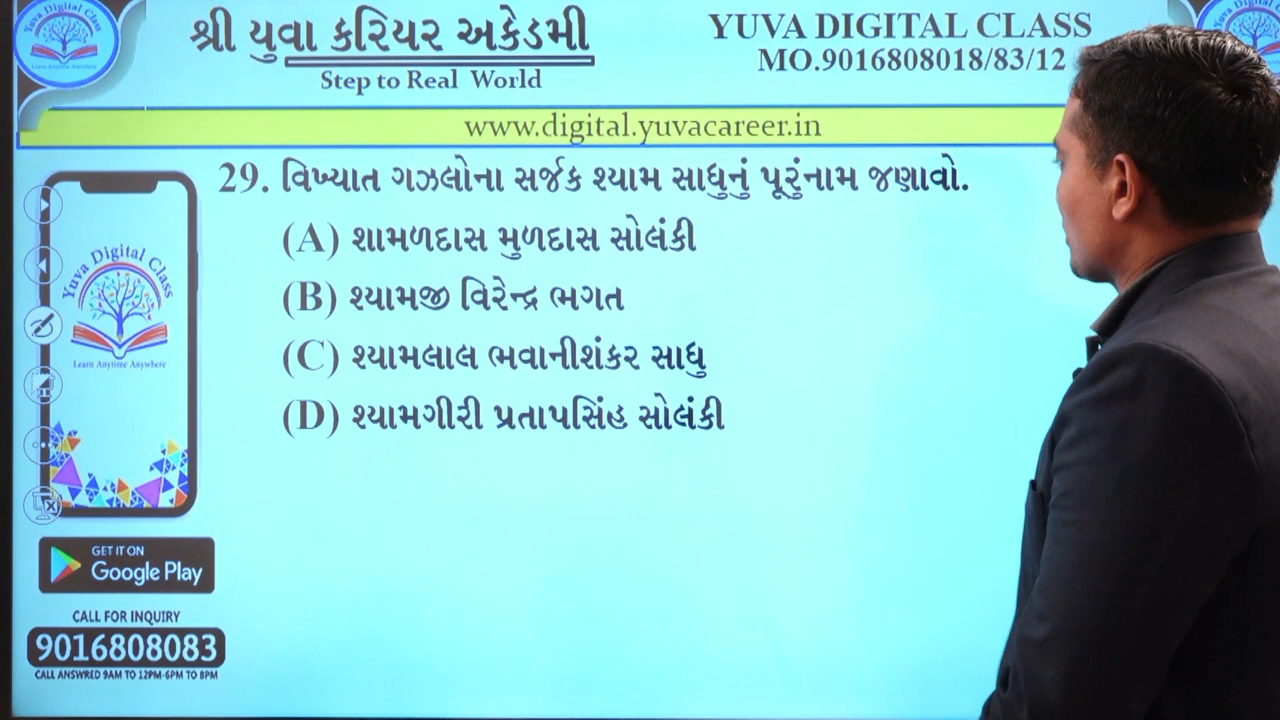 Yuva Digital Class
શ્રી યુવા કરિયર અકેડમી
Step to Real World
YUVA DIGITAL CLASS
MO.9016808018/83/12
www.digital.yuvacareer.in
29. વિખ્યાત ગઝલોના સર્જક શ્યામ સાધુનું પૂરુંનામ જણાવો.
(A) શામળદાસ મુળદાસ સોલંકી
(B) શ્યામજી વિરેન્દ્ર ભગત
(C) શ્યામલાલ ભવાનીશંકર સાધુ
(D) શ્યામગીરી પ્રતાપસિંહ સોલંકી
Yuva Digital Class
Learn Anytime Anywhere
GET IT ON
Google Play
CALL FOR INQUIRY
9016808083
CALL ANSWRED 9AM TO 12PM-6PM TO 8PM